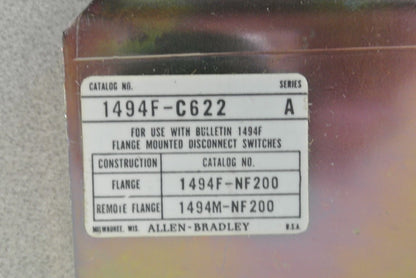 CATALOG NO. SERIES
1494F-C622 A
FOR USE WITH BULLETIN 1494F
FLANGE MOUNTED DISCONNECT SWITCHES
CONSTRUCTION CATALOG NO.
FLANGE 1494F-NF200
REMOTE FLANGE 1494M-NF200
MILWAUKEE, WIS. ALLEN-BRADLEY U.S.A.